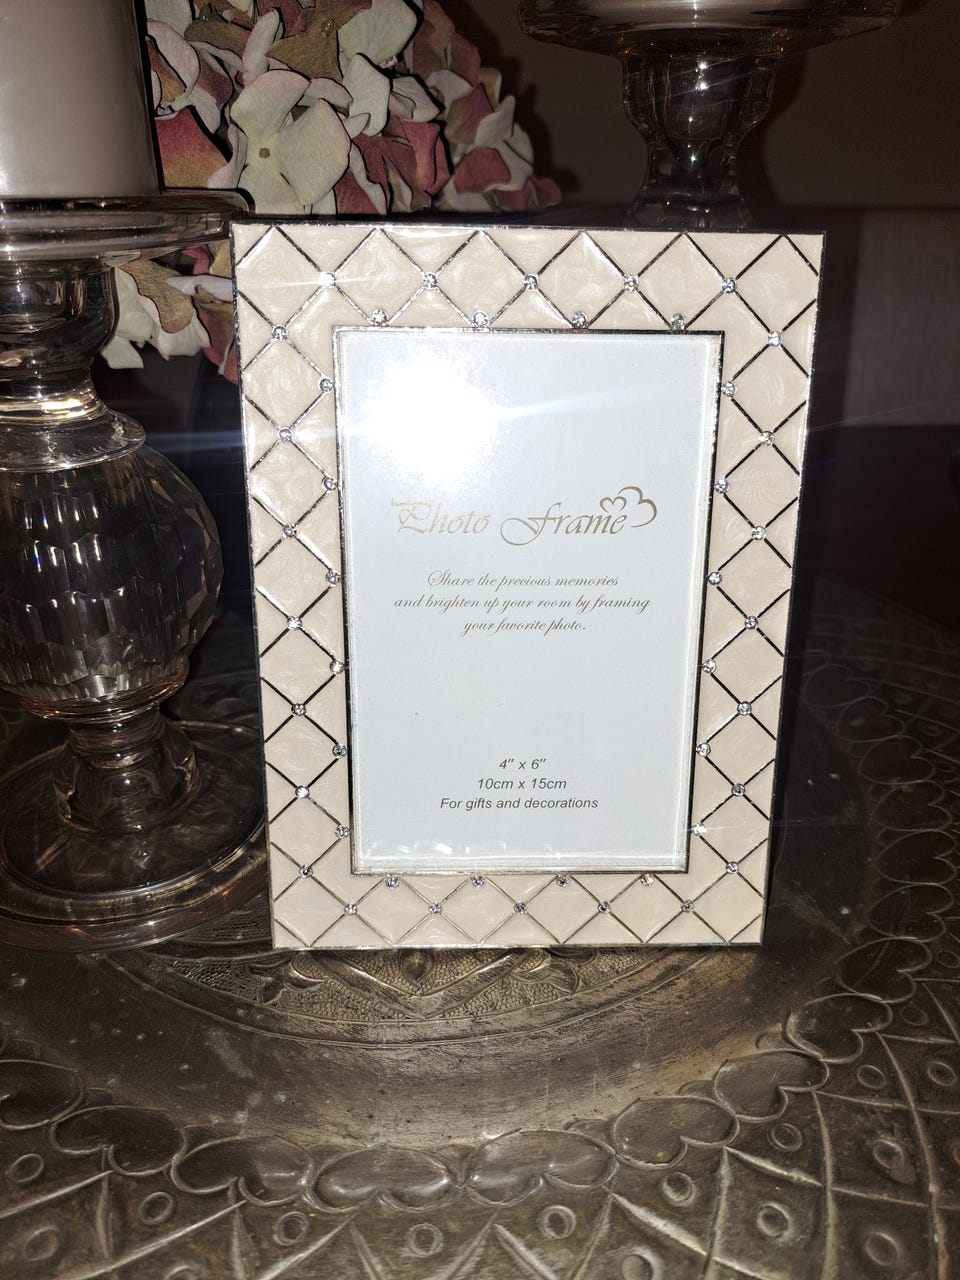 Photo Frame
Share the precious memories
and brighten up your room by framing
your favorite photo.
4" x 6"
10cm x 15cm
For gifts and decorations